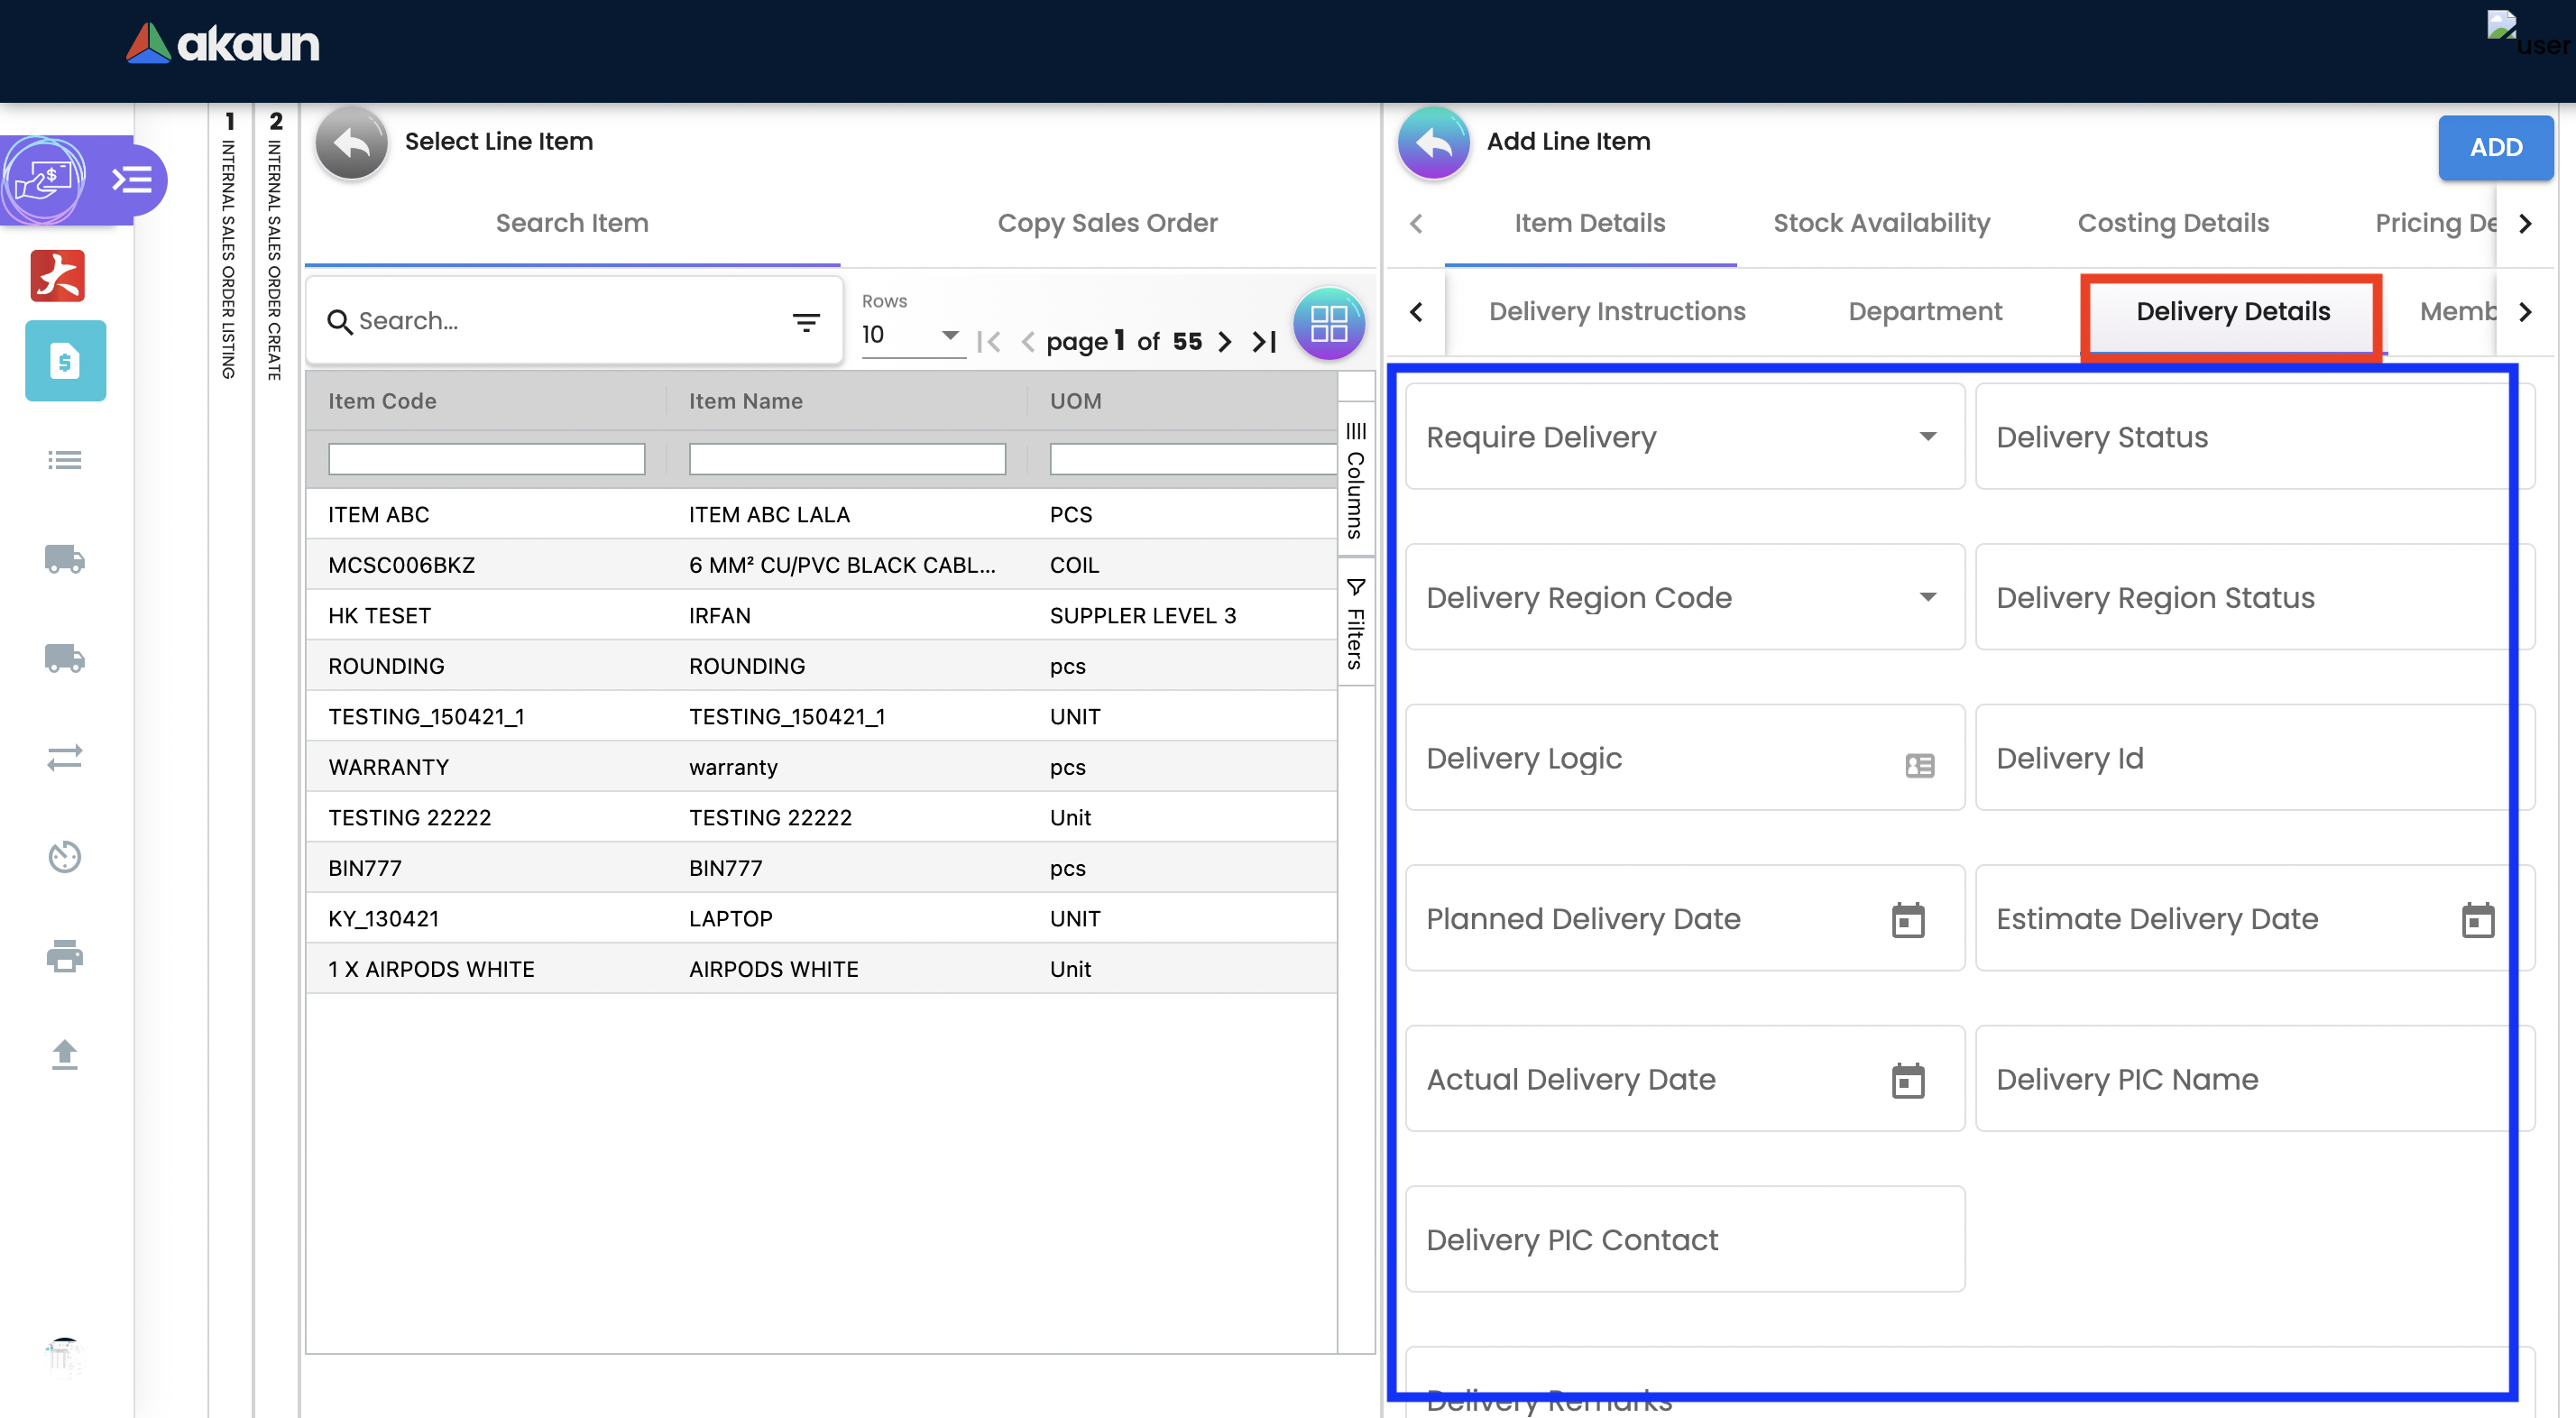 akaun
user
1 INTERNAL SALES ORDER LISTING
2 INTERNAL SALES ORDER CREATE
Select Line Item
Search Item
Copy Sales Order
Search...
Rows
10
page 1 of 55
Item Code Item Name UOM
ITEM ABC ITEM ABC LALA PCS
MCSC006BKZ 6 MM² CU/PVC BLACK CABL... COIL
HK TESET IRFAN SUPPLER LEVEL 3
ROUNDING ROUNDING pcs
TESTING_150421_1 TESTING_150421_1 UNIT
WARRANTY warranty pcs
TESTING 22222 TESTING 22222 Unit
BIN777 BIN777 pcs
KY_130421 LAPTOP UNIT
1 X AIRPODS WHITE AIRPODS WHITE Unit
Columns
Filters
Add Line Item
ADD
Item Details Stock Availability Costing Details Pricing De
Delivery Instructions Department Delivery Details Memb
Require Delivery Delivery Status
Delivery Region Code Delivery Region Status
Delivery Logic Delivery Id
Planned Delivery Date Estimate Delivery Date
Actual Delivery Date Delivery PIC Name
Delivery PIC Contact
Delivery Remarks